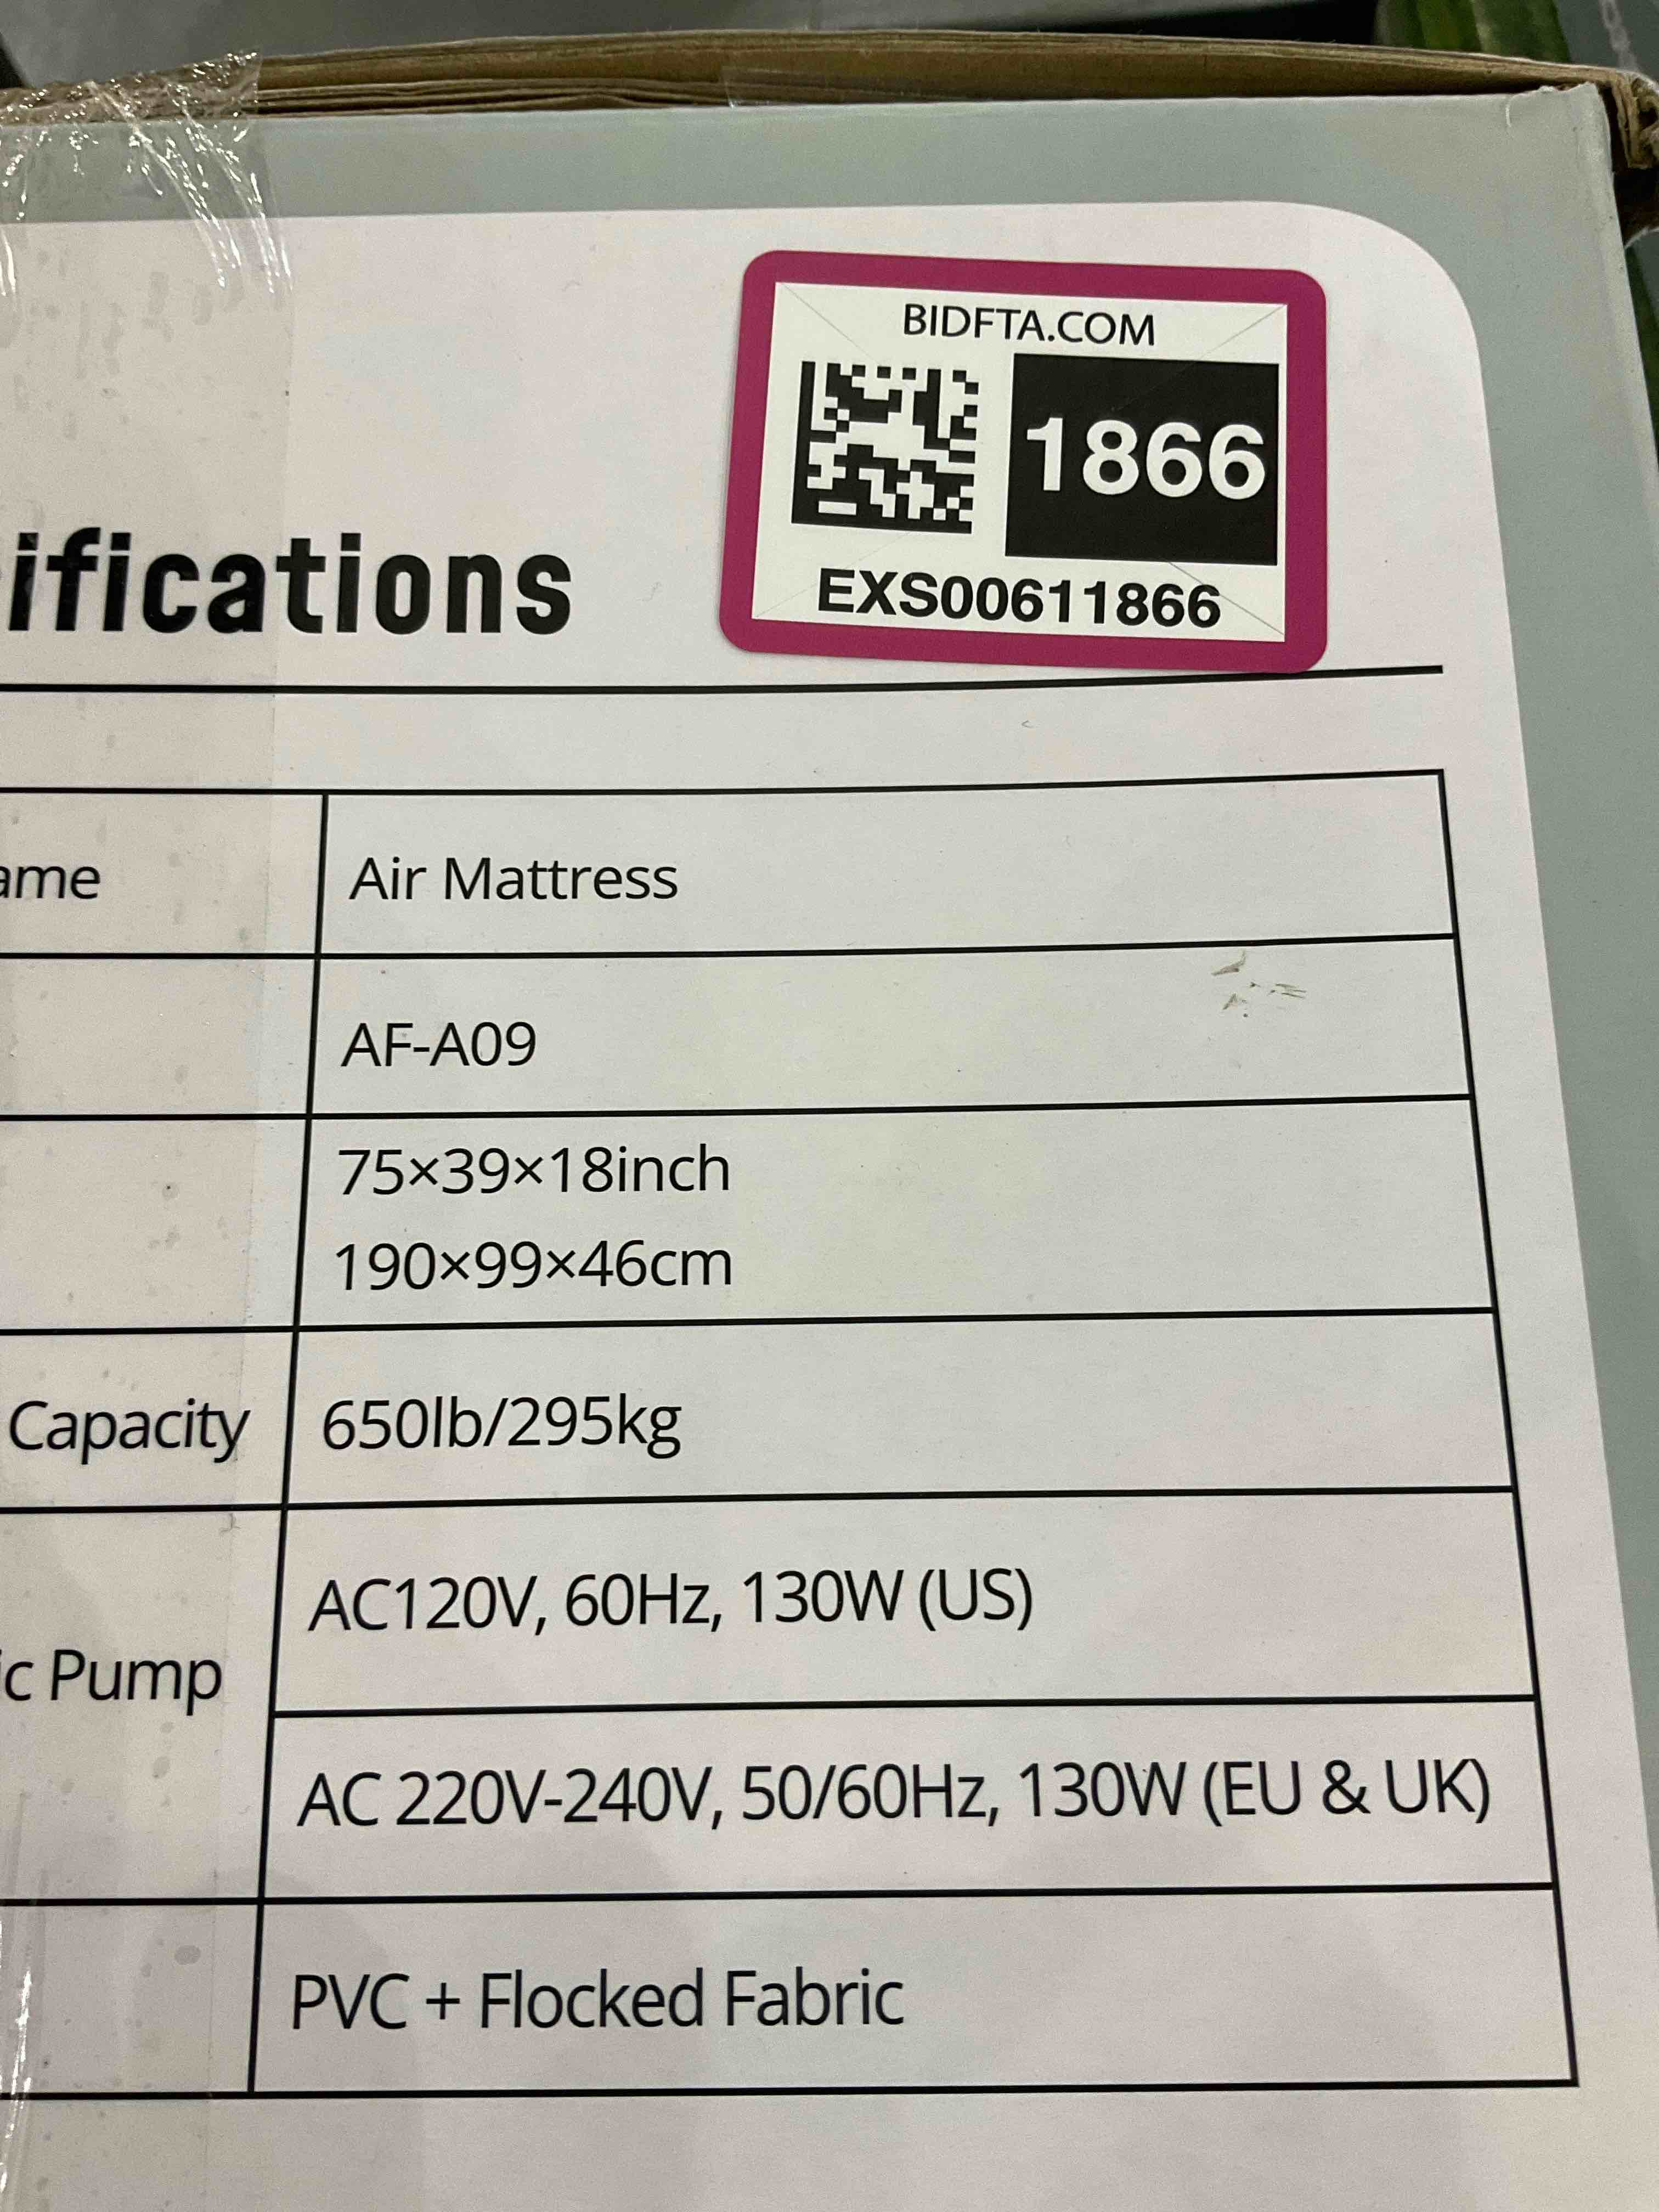 BIDFTA.COM
1866
EXS00611866
ifications
ame
Air Mattress
AF-A09
75×39×18inch
190×99×46cm
Capacity
650lb/295kg
AC120V, 60Hz, 130W (US)
ic Pump
AC 220V-240V, 50/60Hz, 130W (EU & UK)
PVC + Flocked Fabric